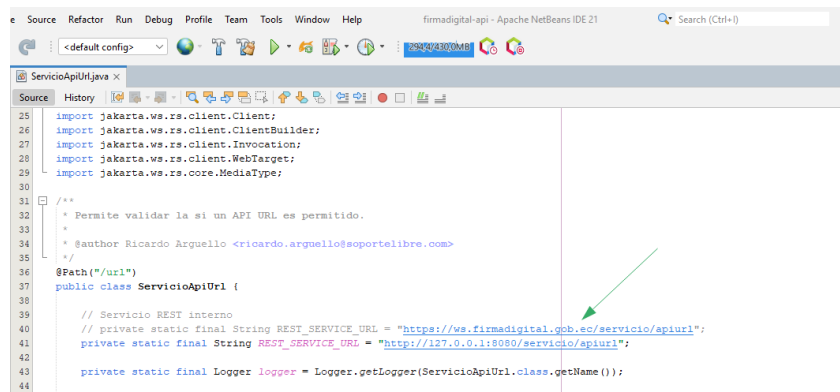 e Source Refactor Run Debug Profile Team Tools Window Help firmadigital-api - Apache NetBeans IDE 21 Search (Ctrl+I)
<default config> 294,4/430,0MB
ServicioApiUrl.java
Source History
25 import jakarta.ws.rs.client.Client;
26 import jakarta.ws.rs.client.ClientBuilder;
27 import jakarta.ws.rs.client.Invocation;
28 import jakarta.ws.rs.client.WebTarget;
29 import jakarta.ws.rs.core.MediaType;
30
31 /**
32 * Permite validar la si un API URL es permitido.
33 *
34 * @author Ricardo Arguello <ricardo.arguello@soportelibre.com>
35 */
36 @Path("/url")
37 public class ServicioApiUrl {
38
39 // Servicio REST interno
40 // private static final String REST_SERVICE_URL = "https://ws.firmadigital.gob.ec/servicio/apiurl";
41 private static final String REST_SERVICE_URL = "http://127.0.0.1:8080/servicio/apiurl";
42
43 private static final Logger logger = Logger.getLogger(ServicioApiUrl.class.getName());
44